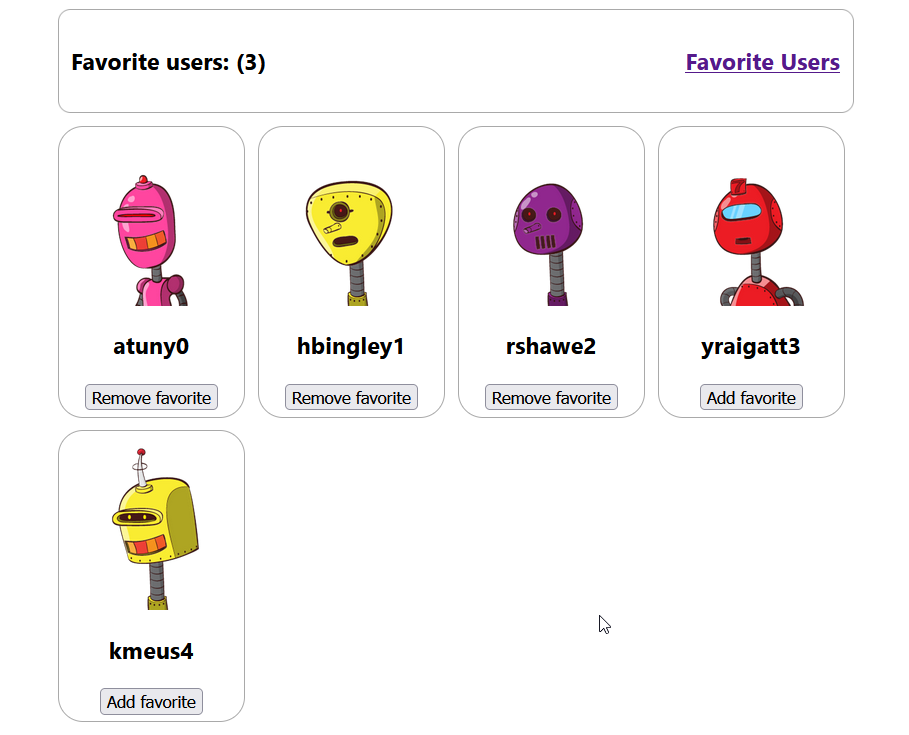 Favorite users: (3) Favorite Users
7
atuny0 hbingley1 rshawe2 yraigatt3
Remove favorite Remove favorite Remove favorite Add favorite
kmeus4
Add favorite